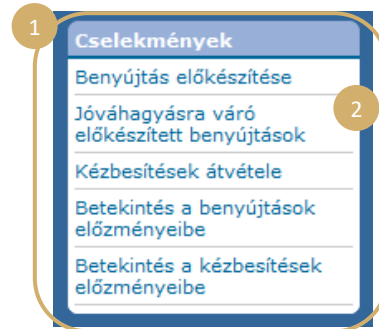 1
Cselekmények
Benyújtás előkészítése
Jóváhagyásra váró
előkészített benyújtások
2
Kézbesítések átvétele
Betekintés a benyújtások
előzményeibe
Betekintés a kézbesítések
előzményeibe